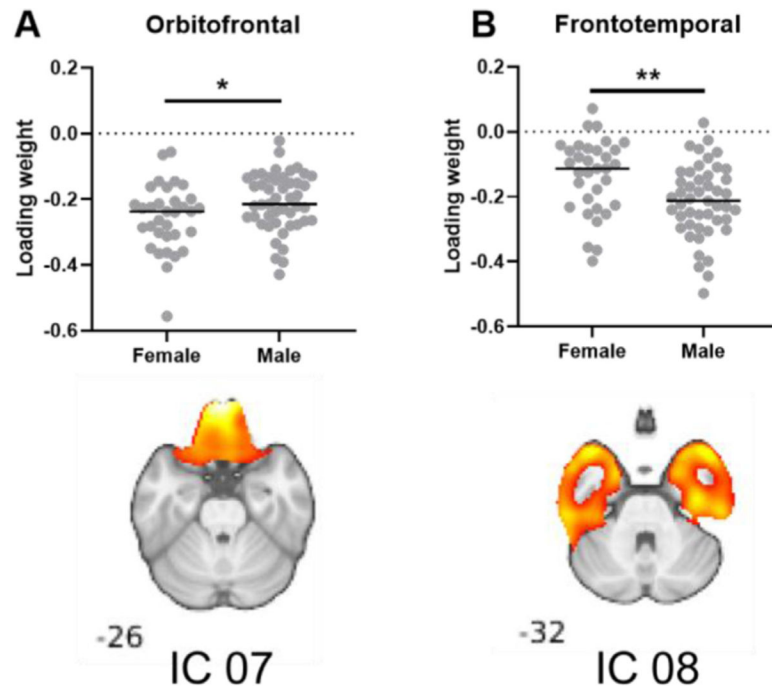 A
Orbitofrontal
*
0.2
0.0
-0.2
-0.4
-0.6
Loading weight
Female
Male
-26
IC 07
B
Frontotemporal
**
0.2
0.0
-0.2
-0.4
-0.6
Loading weight
Female
Male
-32
IC 08